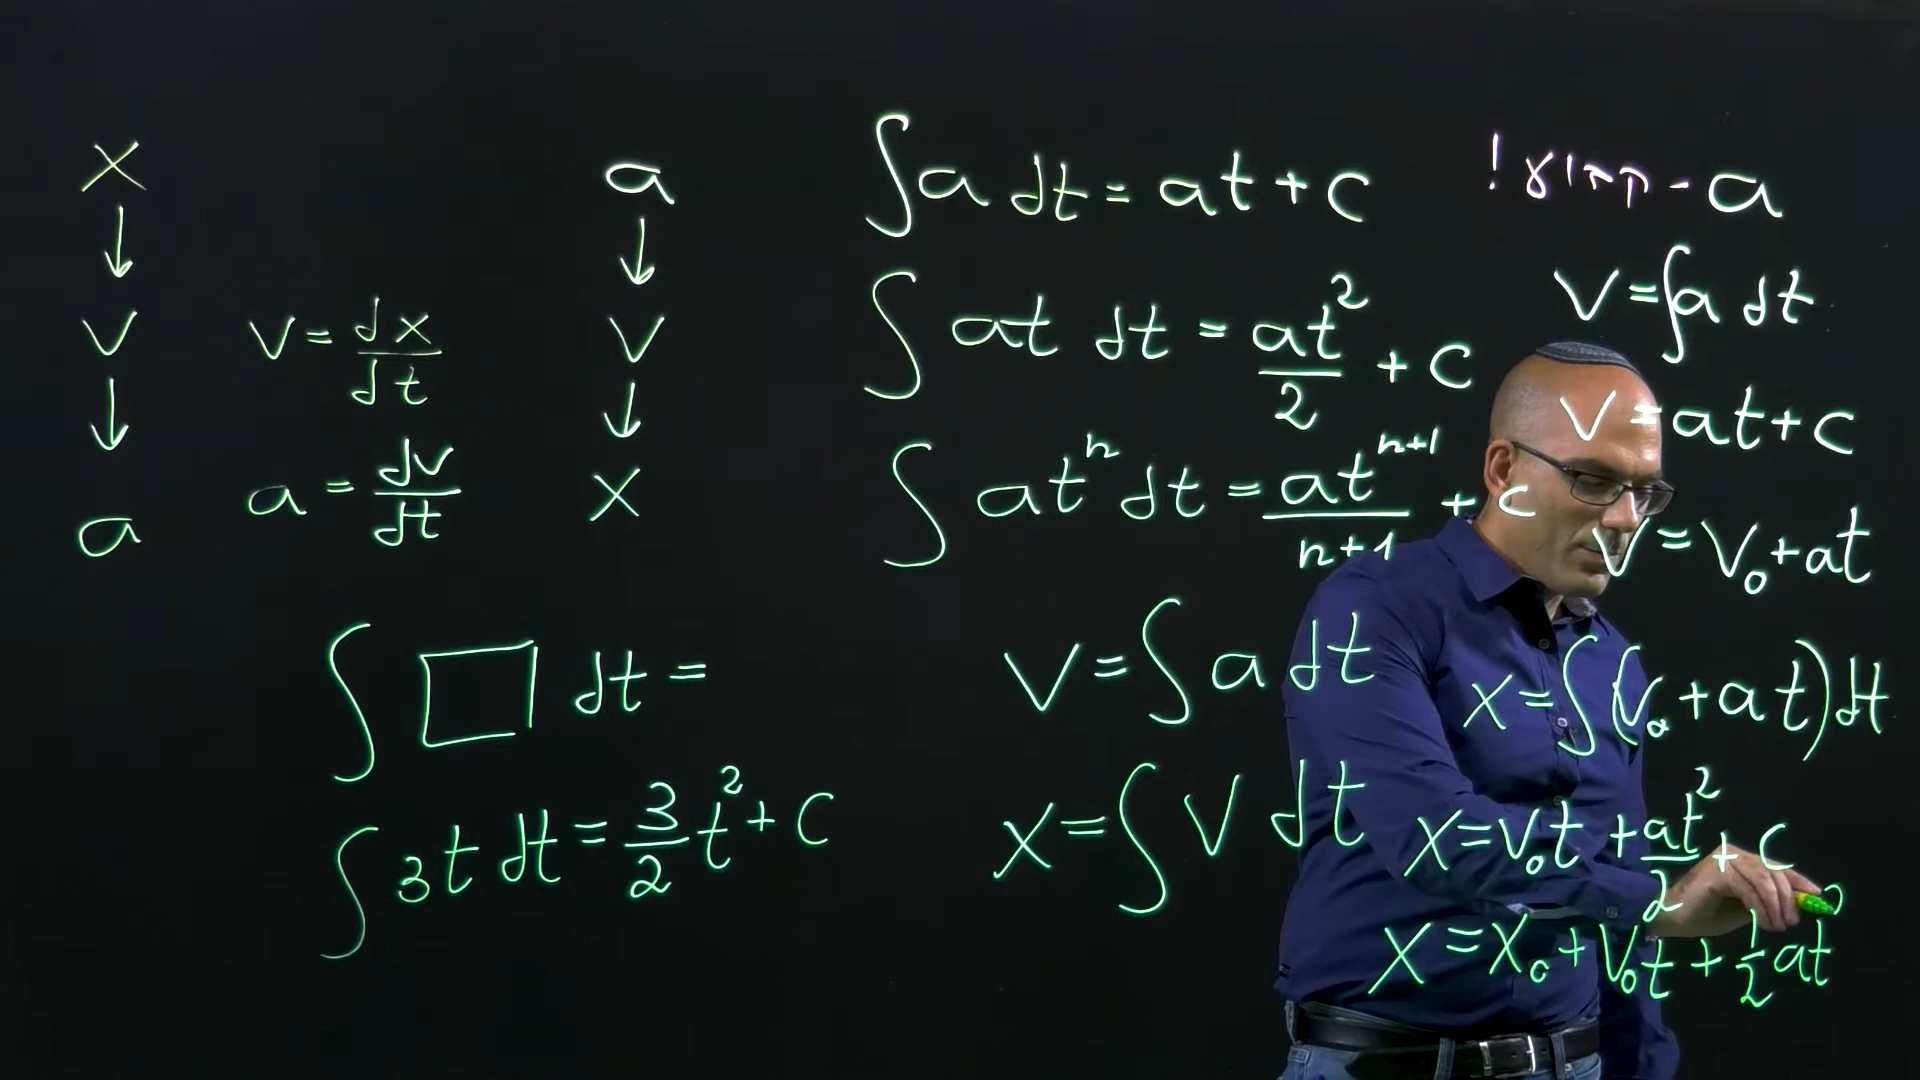 x
↓
v
↓
a
v = dx/dt
a = dv/dt
a
↓
v
↓
x
∫ □ dt =
∫ 3t dt = 3/2 t² + c
∫ a dt = at + c
∫ at dt = at²/2 + c
∫ atⁿ dt = atⁿ⁺¹/n+1 + c
v = ∫ a dt
x = ∫ v dt
a - קבוע !
v = ∫ a dt
v = at + c
v = v₀ + at
x = ∫ (v₀ + at) dt
x = v₀t + at²/2 + c
x = x₀ + v₀t + 1/2 at²